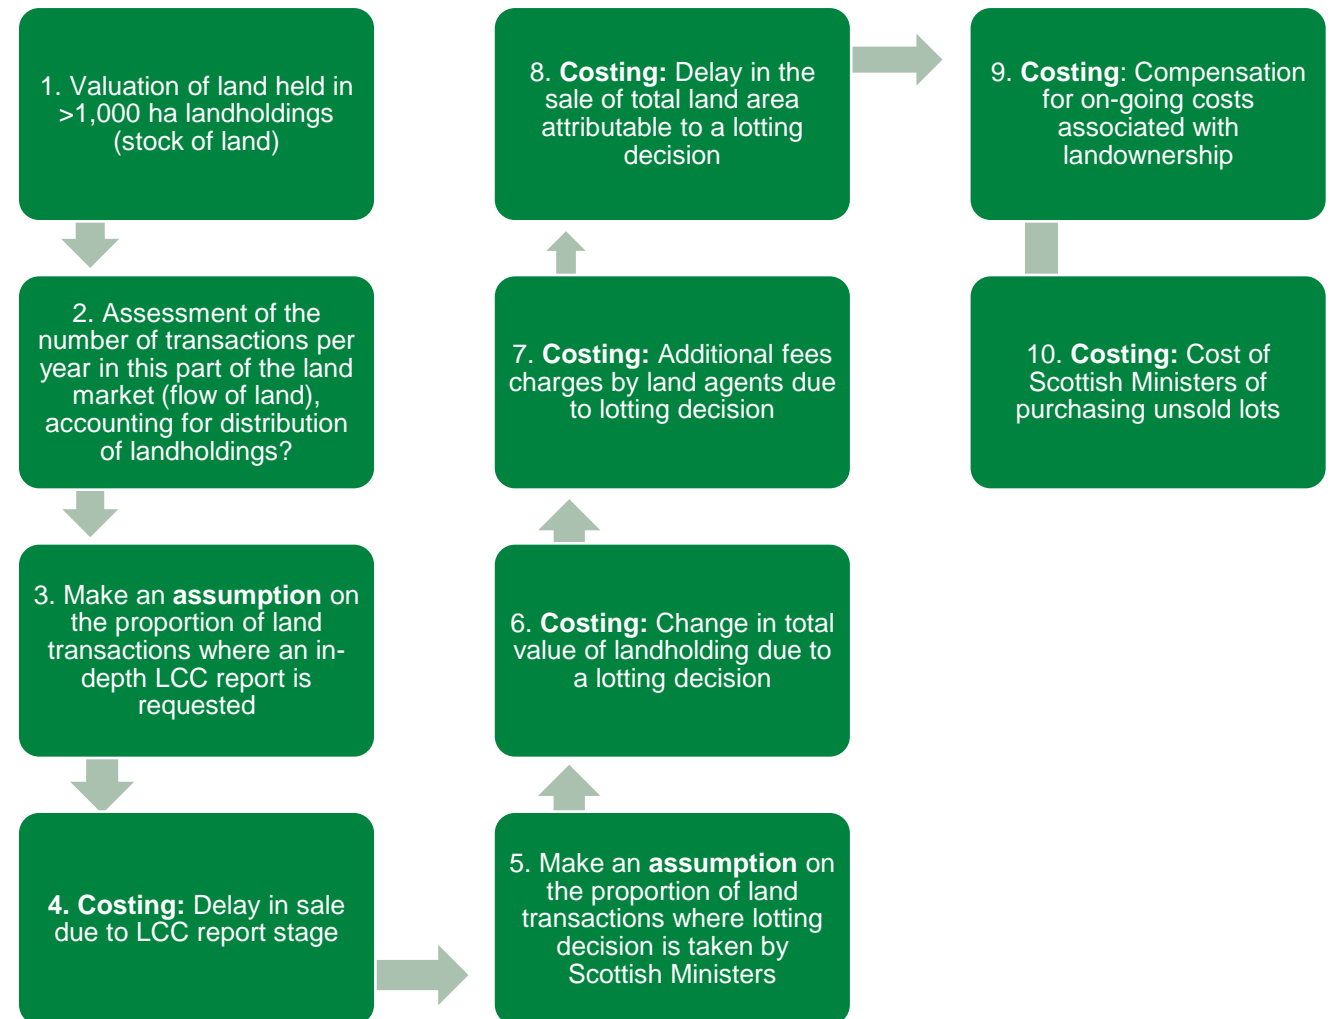 1. Valuation of land held in
>1,000 ha landholdings
(stock of land)
2. Assessment of the
number of transactions per
year in this part of the land
market (flow of land),
accounting for distribution
of landholdings?
3. Make an assumption on
the proportion of land
transactions where an in-
depth LCC report is
requested
4. Costing: Delay in sale
due to LCC report stage
5. Make an assumption on
the proportion of land
transactions where lotting
decision is taken by
Scottish Ministers
6. Costing: Change in total
value of landholding due to
a lotting decision
7. Costing: Additional fees
charges by land agents due
to lotting decision
8. Costing: Delay in the
sale of total land area
attributable to a lotting
decision
9. Costing: Compensation
for on-going costs
associated with
landownership
10. Costing: Cost of
Scottish Ministers of
purchasing unsold lots